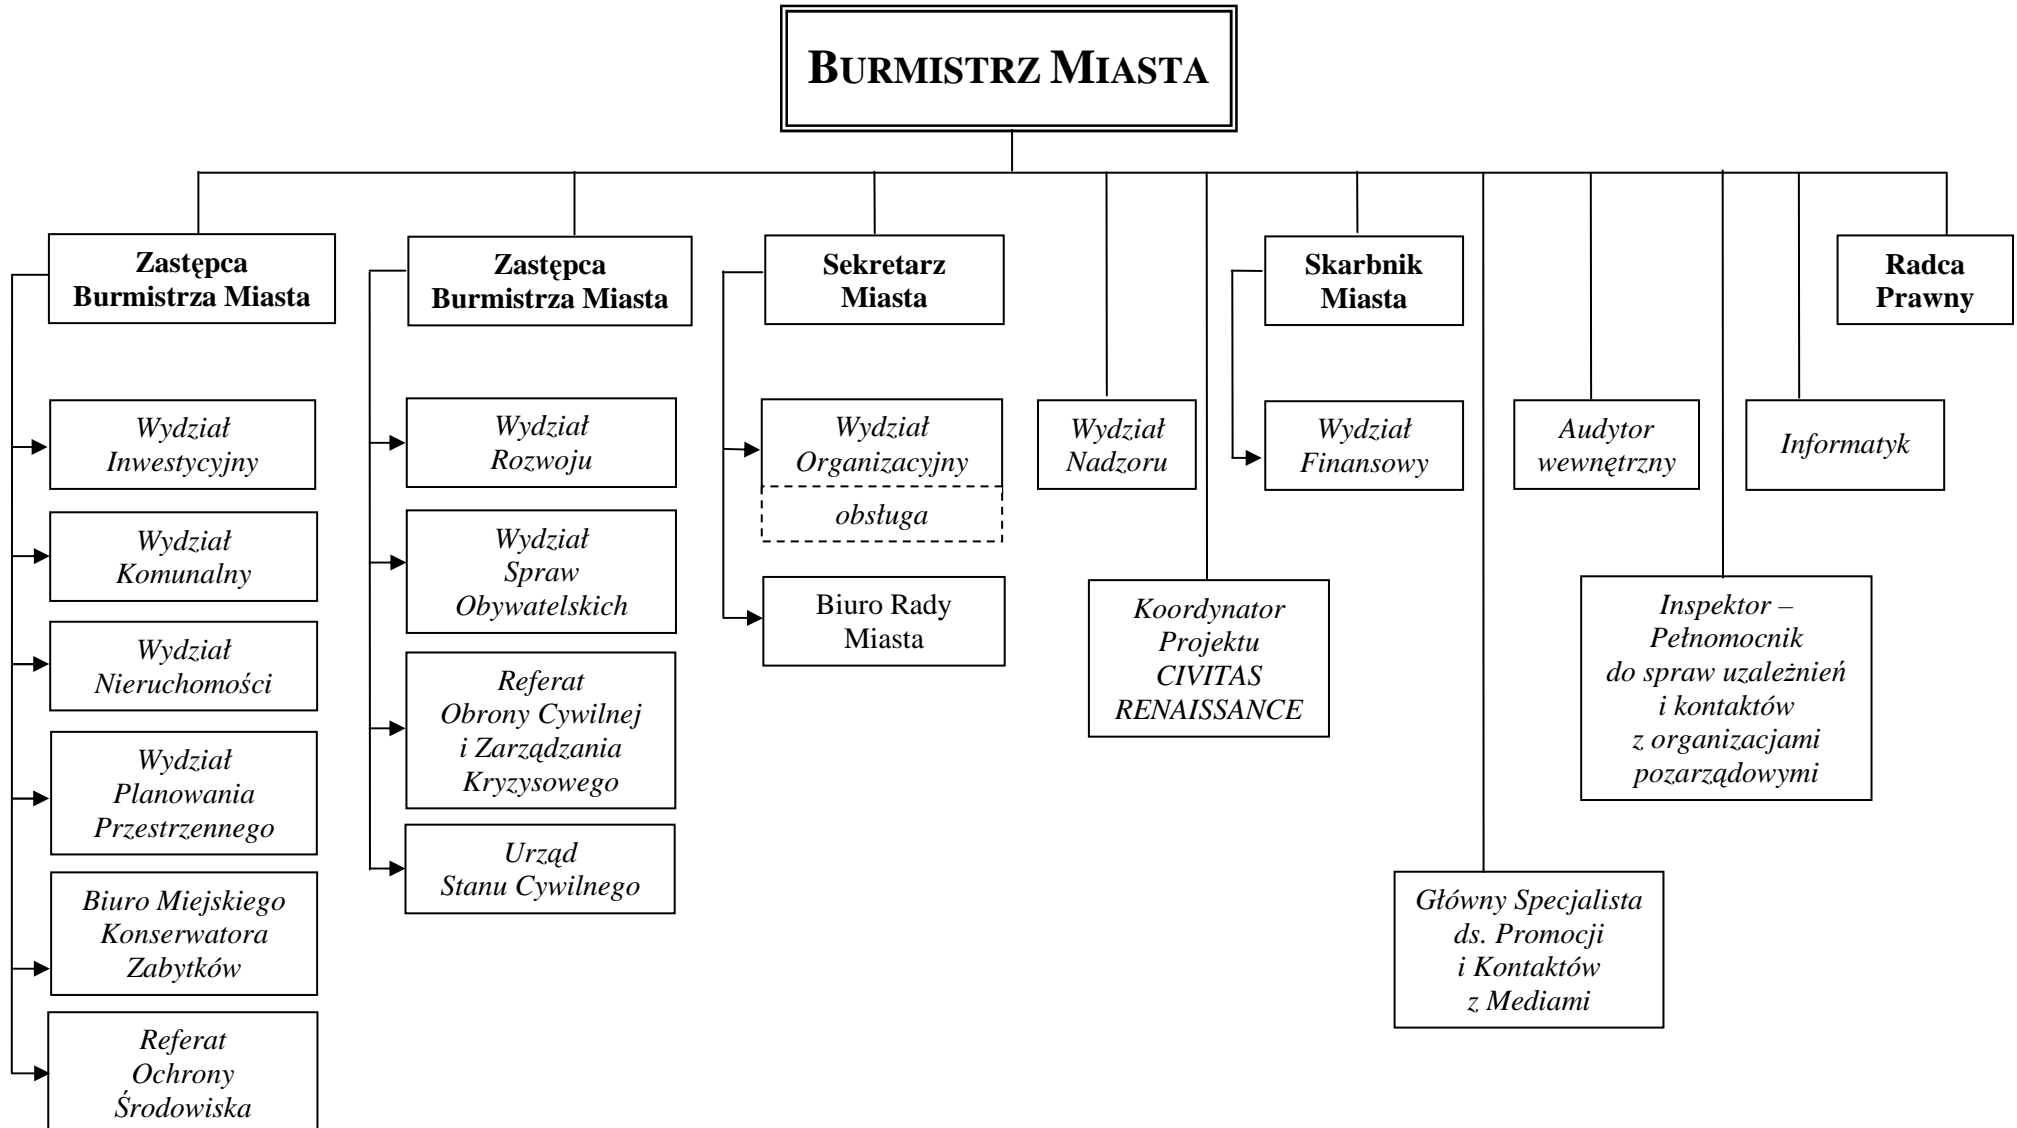 BURMISTRZ MIASTA
Zastępca
Burmistrza Miasta
Wydział
Inwestycyjny
Wydział
Komunalny
Wydział
Nieruchomości
Wydział
Planowania
Przestrzennego
Biuro Miejskiego
Konserwatora
Zabytków
Referat
Ochrony
Środowiska
Zastępca
Burmistrza Miasta
Wydział
Rozwoju
Wydział
Spraw
Obywatelskich
Referat
Obrony Cywilnej
i Zarządzania
Kryzysowego
Urząd
Stanu Cywilnego
Sekretarz
Miasta
Wydział
Organizacyjny
obsługa
Biuro Rady
Miasta
Wydział
Nadzoru
Koordynator
Projektu
CIVITAS
RENAISSANCE
Skarbnik
Miasta
Wydział
Finansowy
Główny Specjalista
ds. Promocji
i Kontaktów
z Mediami
Audytor
wewnętrzny
Inspektor –
Pełnomocnik
do spraw uzależnień
i kontaktów
z organizacjami
pozarządowymi
Informatyk
Radca
Prawny